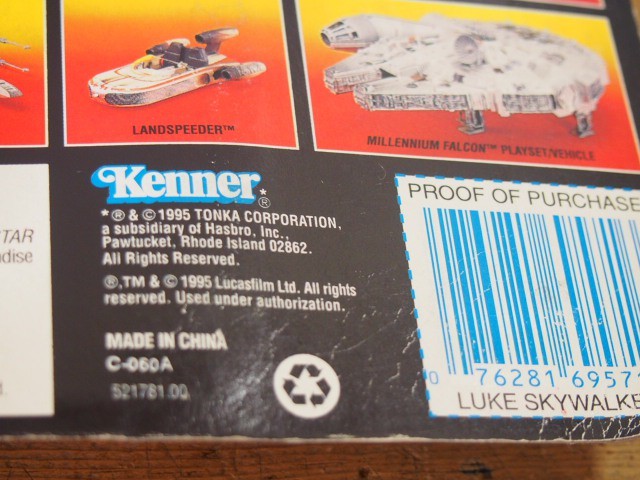 LANDSPEEDER™
MILLENNIUM FALCON™ PLAYSET/VEHICLE
Kenner*®
*® & © 1995 TONKA CORPORATION,
a subsidiary of Hasbro, Inc.,
Pawtucket, Rhode Island 02862.
All Rights Reserved.
®,TM & © 1995 Lucasfilm Ltd. All rights
reserved. Used under authorization.
MADE IN CHINA
C-060A
521781.00
PROOF OF PURCHASE
0 76281 6957
LUKE SKYWALKE
TAR
dise